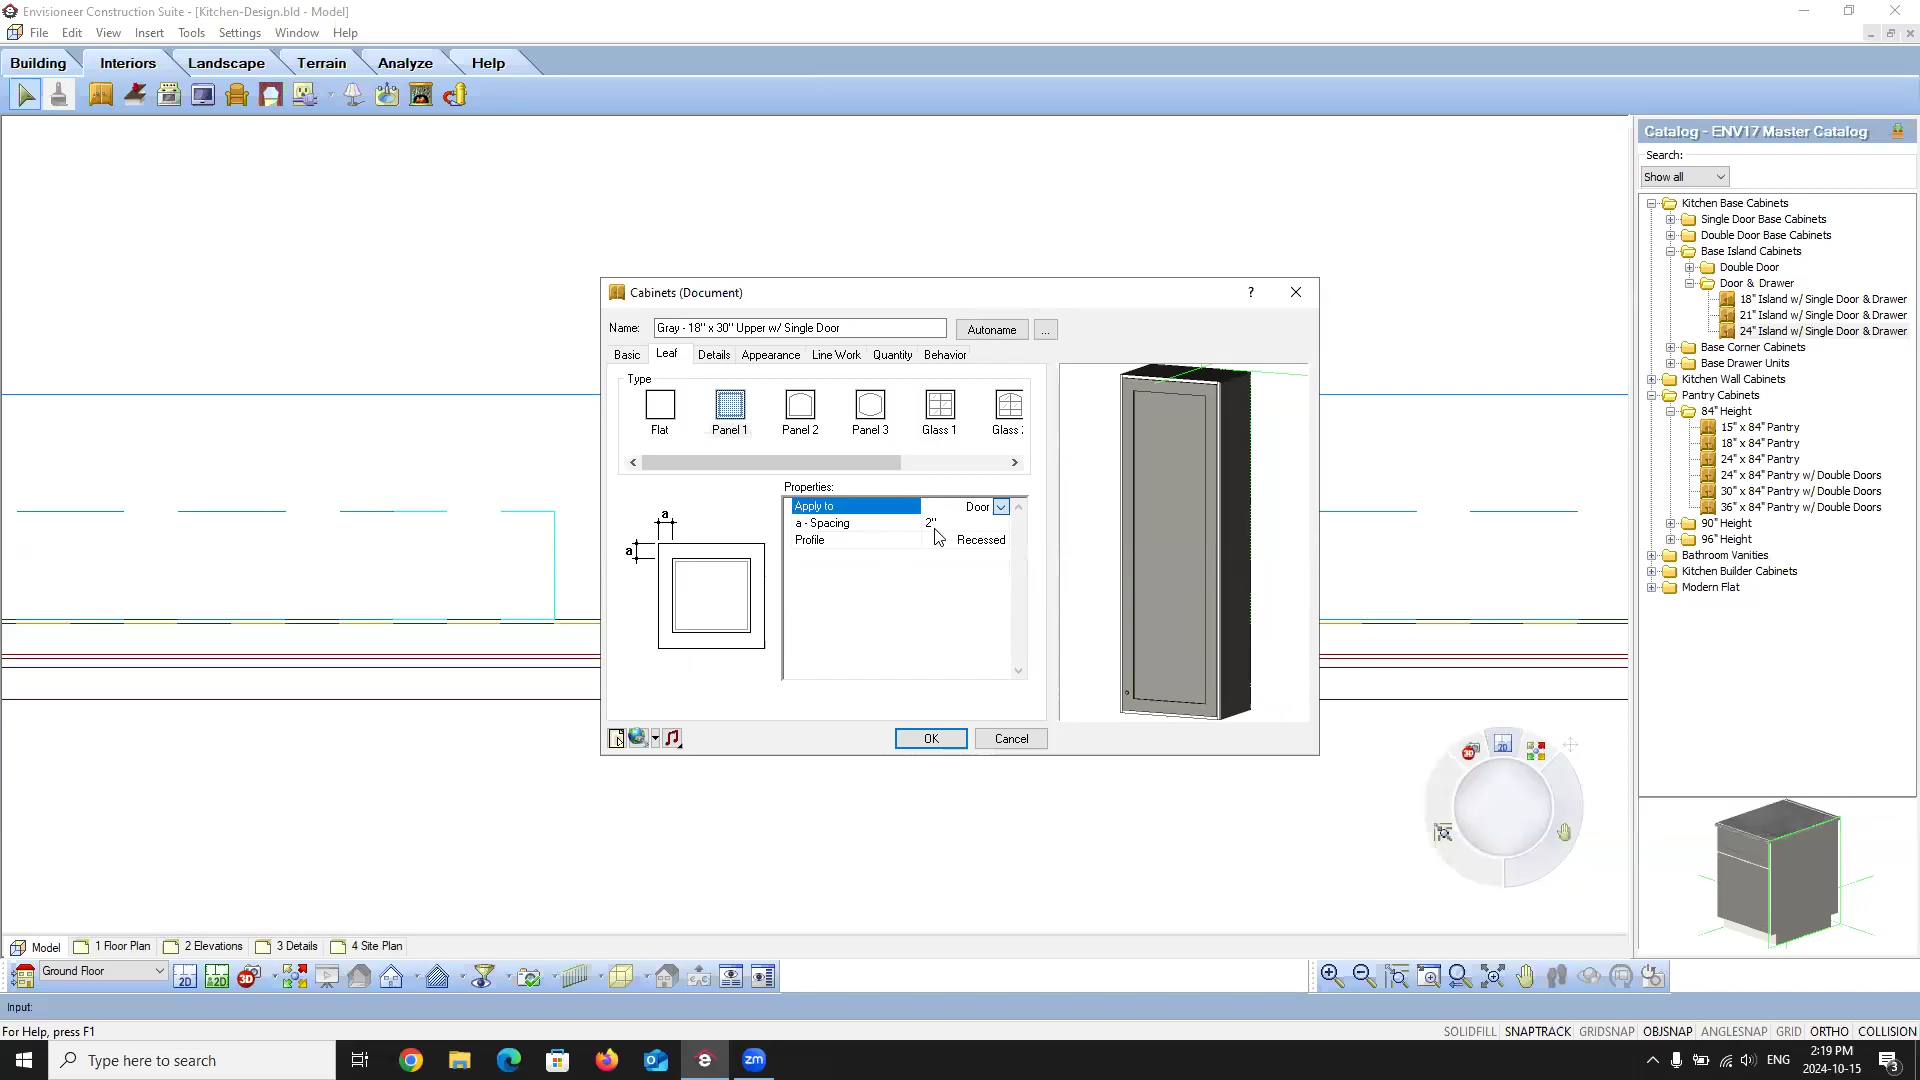 Envisioneer Construction Suite - [Kitchen-Design.bld - Model]
File Edit View Insert Tools Settings Window Help
Building Interiors Landscape Terrain Analyze Help
Catalog - ENV17 Master Catalog
Search:
Show all
Kitchen Base Cabinets
Single Door Base Cabinets
Double Door Base Cabinets
Base Island Cabinets
Double Door
Door & Drawer
18" Island w/ Single Door & Drawer
21" Island w/ Single Door & Drawer
24" Island w/ Single Door & Drawer
Base Corner Cabinets
Base Drawer Units
Kitchen Wall Cabinets
Pantry Cabinets
84" Height
15" x 84" Pantry
18" x 84" Pantry
24" x 84" Pantry
24" x 84" Pantry w/ Double Doors
30" x 84" Pantry w/ Double Doors
36" x 84" Pantry w/ Double Doors
90" Height
96" Height
Bathroom Vanities
Kitchen Builder Cabinets
Modern Flat
Cabinets (Document)
?
Name: Gray - 18" x 30" Upper w/ Single Door Autoname ...
Basic Leaf Details Appearance Line Work Quantity Behavior
Type
Flat Panel 1 Panel 2 Panel 3 Glass 1 Glass
Properties:
Apply to Door
a - Spacing 2"
Profile Recessed
a
a
OK Cancel
2D
3D
Model 1 Floor Plan 2 Elevations 3 Details 4 Site Plan
Ground Floor 2D 2D 3D
Input:
For Help, press F1
SOLIDFILL SNAPTRACK GRIDSNAP OBJSNAP ANGLESNAP GRID ORTHO COLLISION
Type here to search
zm
ENG
2:19 PM
2024-10-15
3